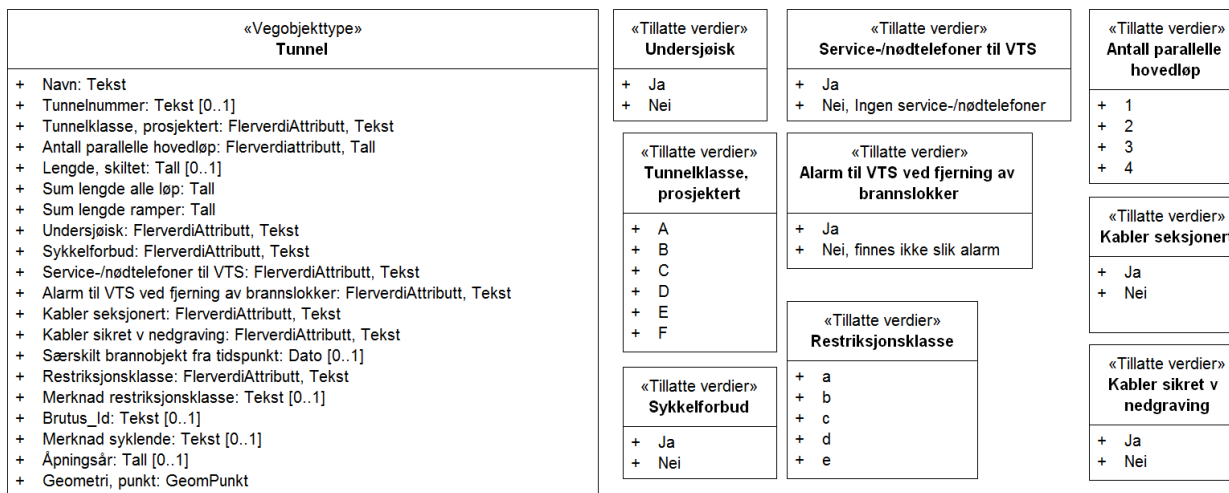 «Vegobjekttype»
Tunnel
+ Navn: Tekst
+ Tunnelnummer: Tekst [0..1]
+ Tunnelklasse, prosjektert: FlerverdiAttributt, Tekst
+ Antall parallelle hovedløp: Flerverdiattributt, Tall
+ Lengde, skiltet: Tall [0..1]
+ Sum lengde alle løp: Tall
+ Sum lengde ramper: Tall
+ Undersjøisk: FlerverdiAttributt, Tekst
+ Sykkelforbud: FlerverdiAttributt, Tekst
+ Service-/nødtelefoner til VTS: FlerverdiAttributt, Tekst
+ Alarm til VTS ved fjerning av brannslokker: FlerverdiAttributt, Tekst
+ Kabler seksjonert: FlerverdiAttributt, Tekst
+ Kabler sikret v nedgraving: FlerverdiAttributt, Tekst
+ Særskilt brannobjekt fra tidspunkt: Dato [0..1]
+ Restriksjonsklasse: FlerverdiAttributt, Tekst
+ Merknad restriksjonsklasse: Tekst [0..1]
+ Brutus_Id: Tekst [0..1]
+ Merknad syklende: Tekst [0..1]
+ Åpningsår: Tall [0..1]
+ Geometri, punkt: GeomPunkt
«Tillatte verdier»
Undersjøisk
+ Ja
+ Nei
«Tillatte verdier»
Service-/nødtelefoner til VTS
+ Ja
+ Nei, Ingen service-/nødtelefoner
«Tillatte verdier»
Antall parallelle
hovedløp
+ 1
+ 2
+ 3
+ 4
«Tillatte verdier»
Tunnelklasse,
prosjektert
+ A
+ B
+ C
+ D
+ E
+ F
«Tillatte verdier»
Alarm til VTS ved fjerning av
brannslokker
+ Ja
+ Nei, finnes ikke slik alarm
«Tillatte verdier»
Kabler seksjonert
+ Ja
+ Nei
«Tillatte verdier»
Restriksjonsklasse
+ a
+ b
+ c
+ d
+ e
«Tillatte verdier»
Sykkelforbud
+ Ja
+ Nei
«Tillatte verdier»
Kabler sikret v
nedgraving
+ Ja
+ Nei